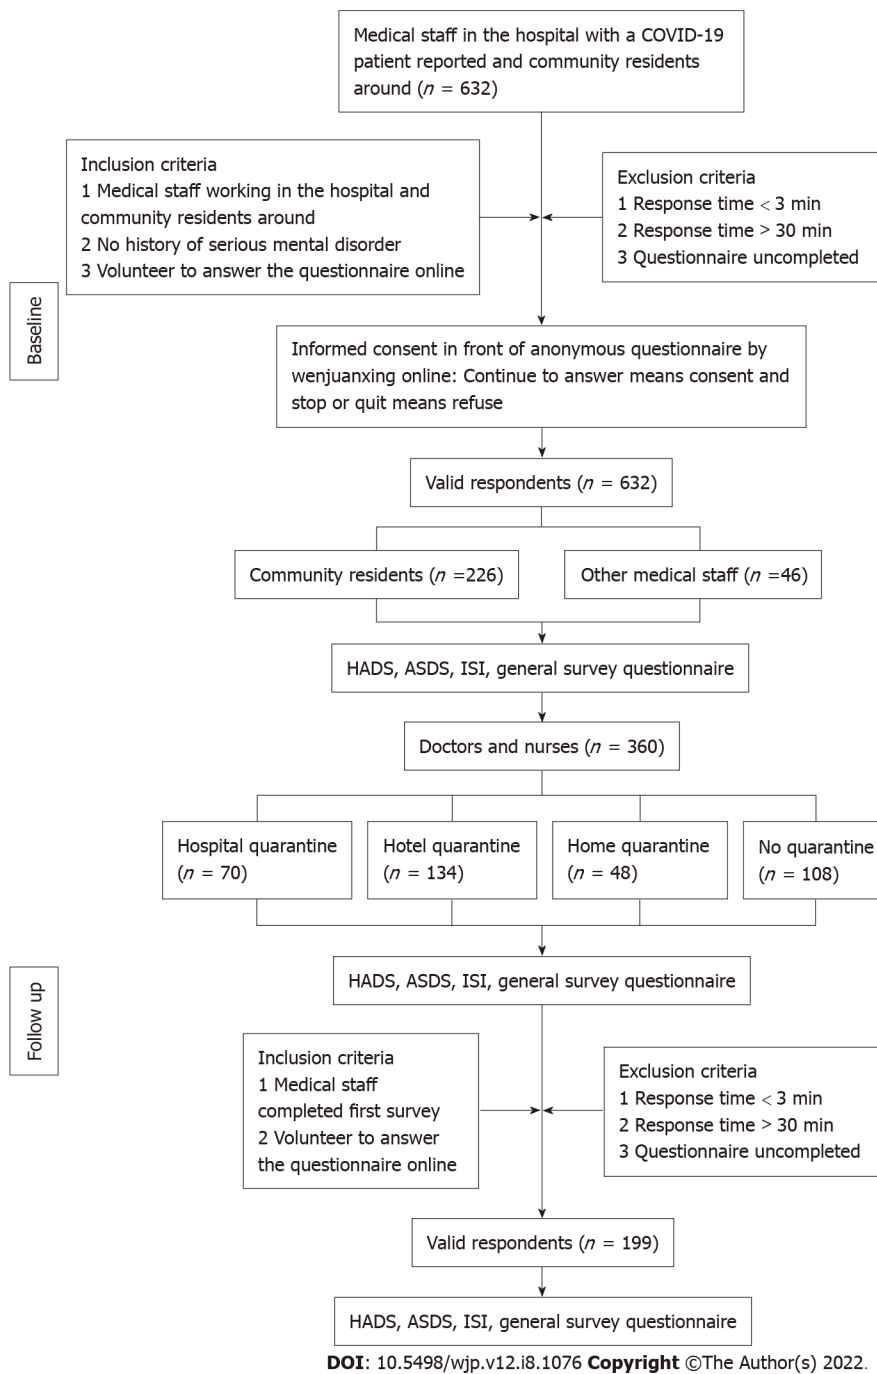 Medical staff in the hospital with a COVID-19
patient reported and community residents
around (n = 632)
Inclusion criteria
1 Medical staff working in the hospital and
community residents around
2 No history of serious mental disorder
3 Volunteer to answer the questionnaire online
Exclusion criteria
1 Response time < 3 min
2 Response time > 30 min
3 Questionnaire uncompleted
Baseline
Informed consent in front of anonymous questionnaire by
wenjuanxing online: Continue to answer means consent and
stop or quit means refuse
Valid respondents (n = 632)
Community residents (n =226)
Other medical staff (n =46)
HADS, ASDS, ISI, general survey questionnaire
Doctors and nurses (n = 360)
Hospital quarantine
(n = 70)
Hotel quarantine
(n = 134)
Home quarantine
(n = 48)
No quarantine
(n = 108)
HADS, ASDS, ISI, general survey questionnaire
Follow up
Inclusion criteria
1 Medical staff
completed first survey
2 Volunteer to answer
the questionnaire online
Exclusion criteria
1 Response time < 3 min
2 Response time > 30 min
3 Questionnaire uncompleted
Valid respondents (n = 199)
HADS, ASDS, ISI, general survey questionnaire
DOI: 10.5498/wjp.v12.i8.1076 Copyright ©The Author(s) 2022.